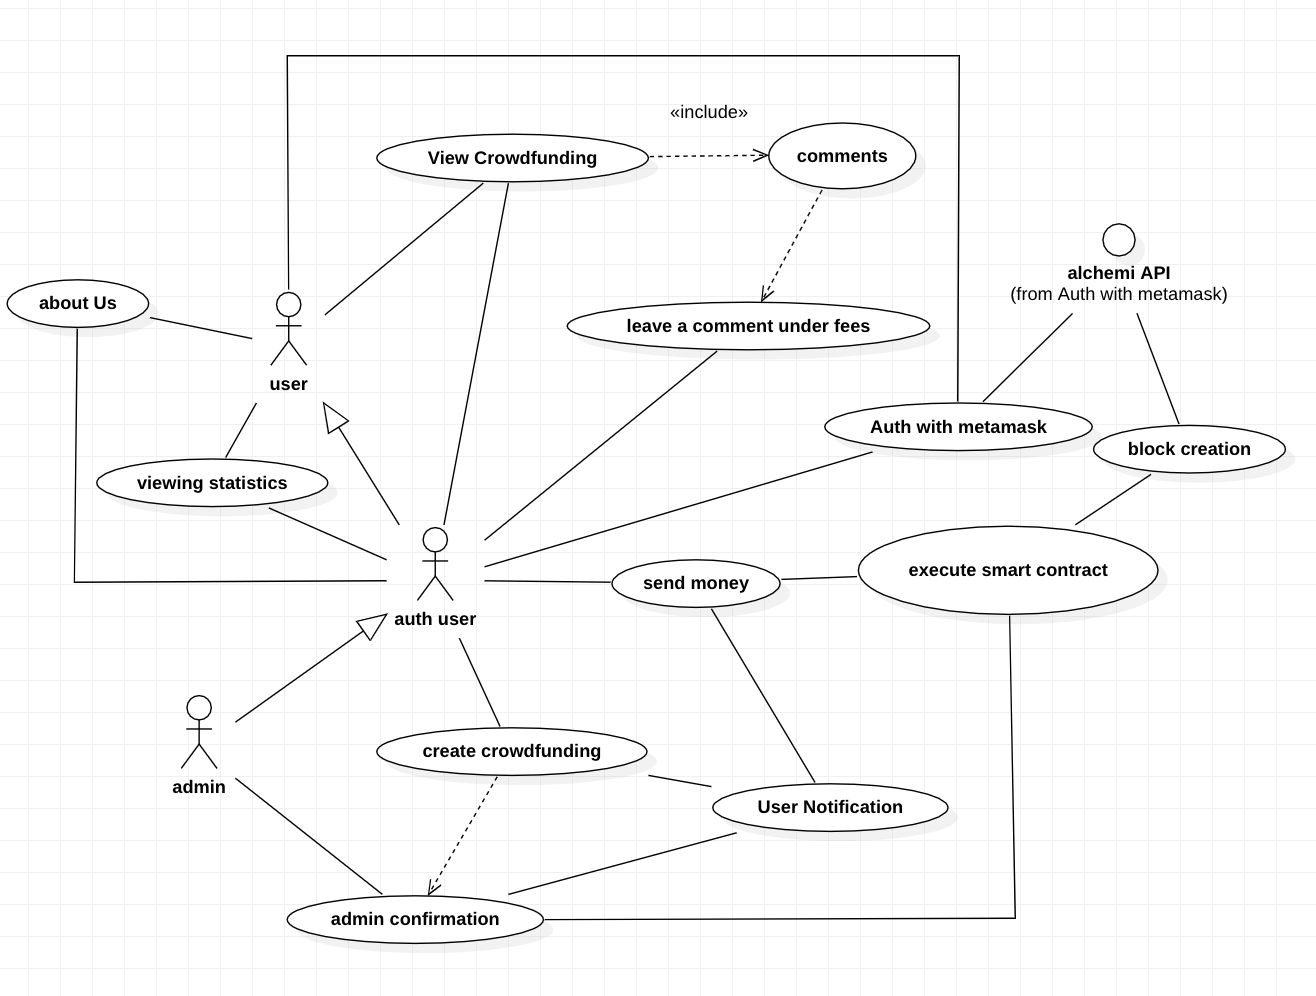 «include»
View Crowdfunding
comments
alchemi API
(from Auth with metamask)
about Us
leave a comment under fees
user
Auth with metamask
block creation
viewing statistics
execute smart contract
send money
auth user
create crowdfunding
admin
User Notification
admin confirmation